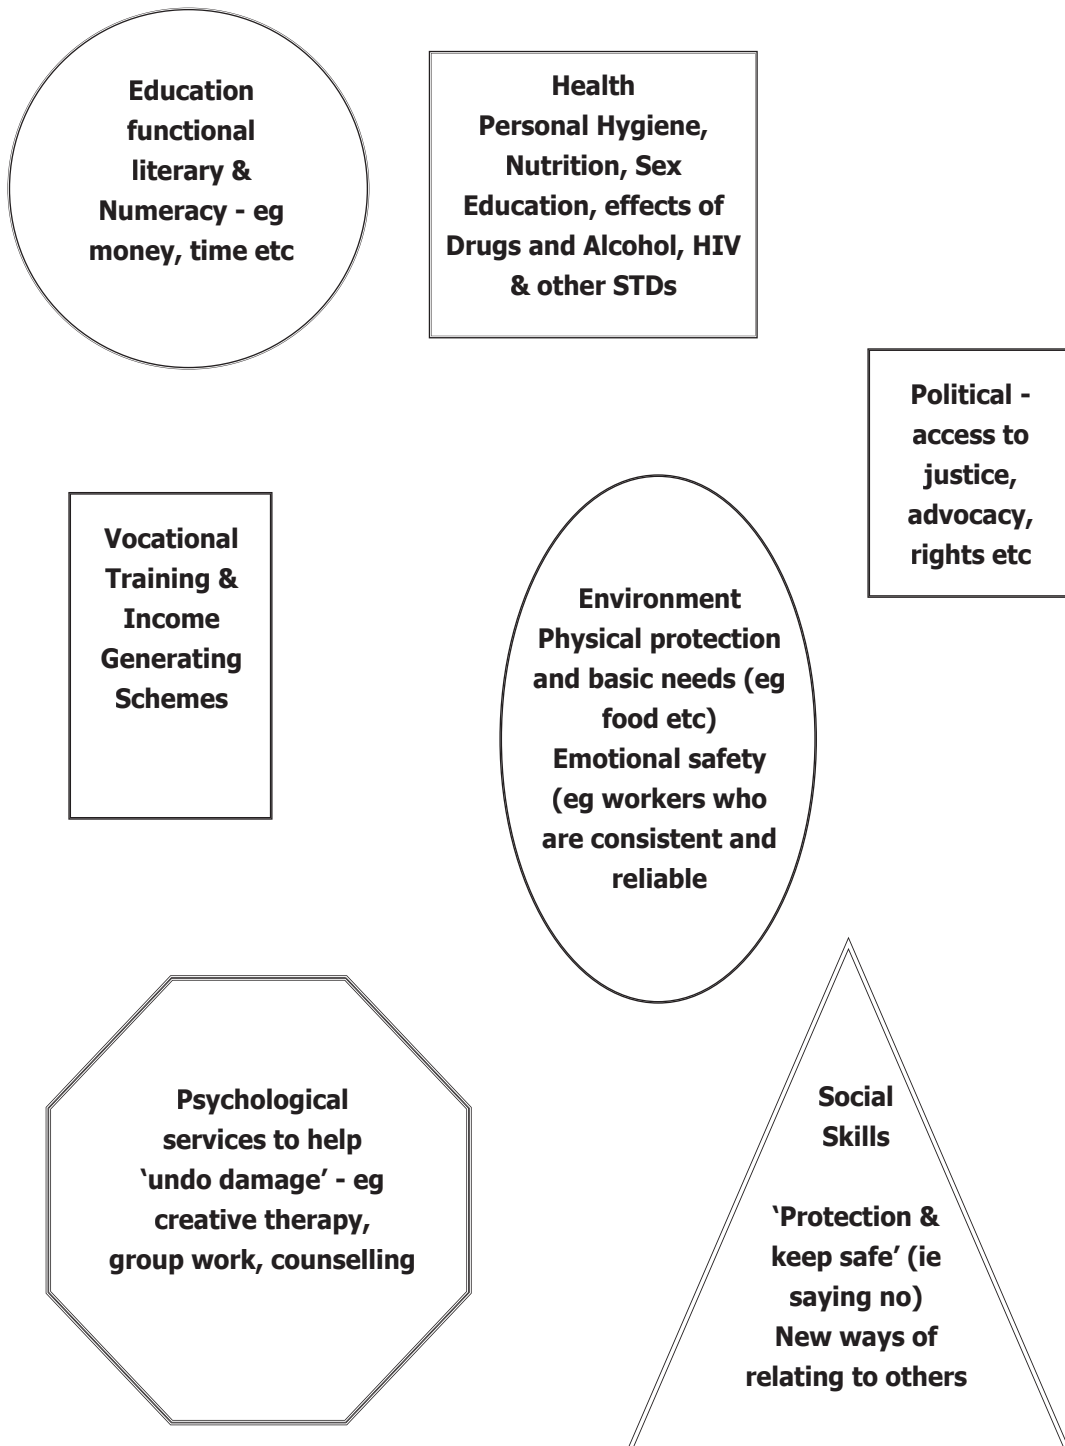 Education
functional
literary &
Numeracy - eg
money, time etc
Health
Personal Hygiene,
Nutrition, Sex
Education, effects of
Drugs and Alcohol, HIV
& other STDs
Political -
access to
justice,
advocacy,
rights etc
Vocational
Training &
Income
Generating
Schemes
Environment
Physical protection
and basic needs (eg
food etc)
Emotional safety
(eg workers who
are consistent and
reliable
Psychological
services to help
‘undo damage’ - eg
creative therapy,
group work, counselling
Social
Skills
‘Protection &
keep safe’ (ie
saying no)
New ways of
relating to others